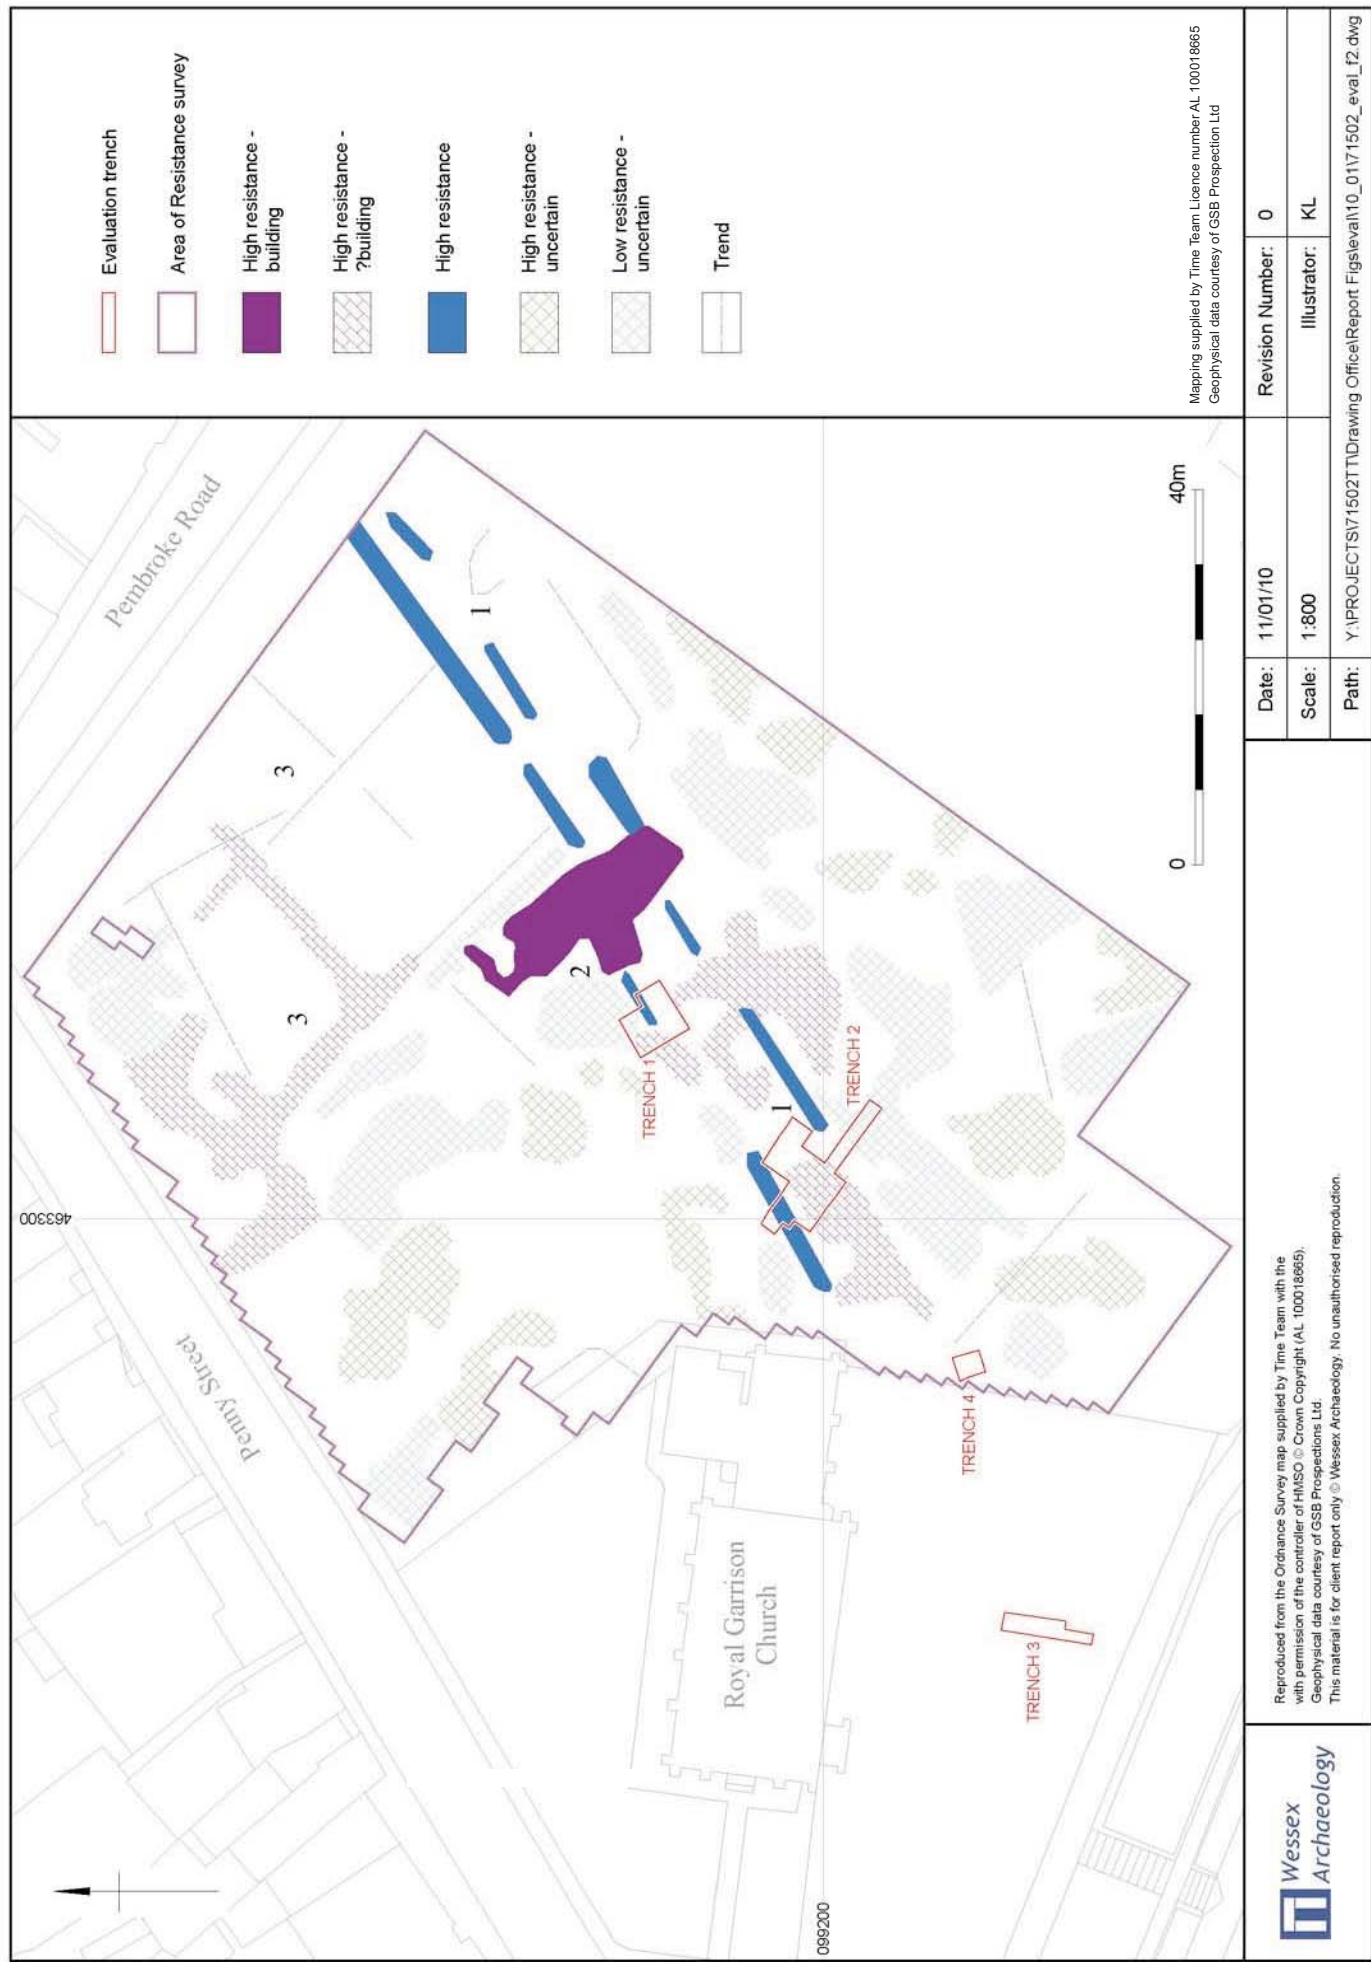 Pembroke Road
Penny Street
463300
099200
3
3
1
2
1
TRENCH 1
TRENCH 2
TRENCH 3
TRENCH 4
Royal Garrison
Church
0
40m
Evaluation trench
Area of Resistance survey
High resistance -
building
High resistance -
?building
High resistance
High resistance -
uncertain
Low resistance -
uncertain
Trend
Mapping supplied by Time Team Licence number AL 100018665
Geophysical data courtesy of GSB Prospection Ltd
Wessex
Archaeology
Reproduced from the Ordnance Survey map supplied by Time Team with the
with permission of the controller of HMSO © Crown Copyright (AL 100018665).
Geophysical data courtesy of GSB Prospections Ltd.
This material is for client report only © Wessex Archaeology. No unauthorised reproduction.
Date: 11/01/10
Revision Number: 0
Scale: 1:800
Illustrator: KL
Path: Y:\PROJECTS\71502TT\Drawing Office\Report Figs\eval\10_01\71502_eval_f2.dwg